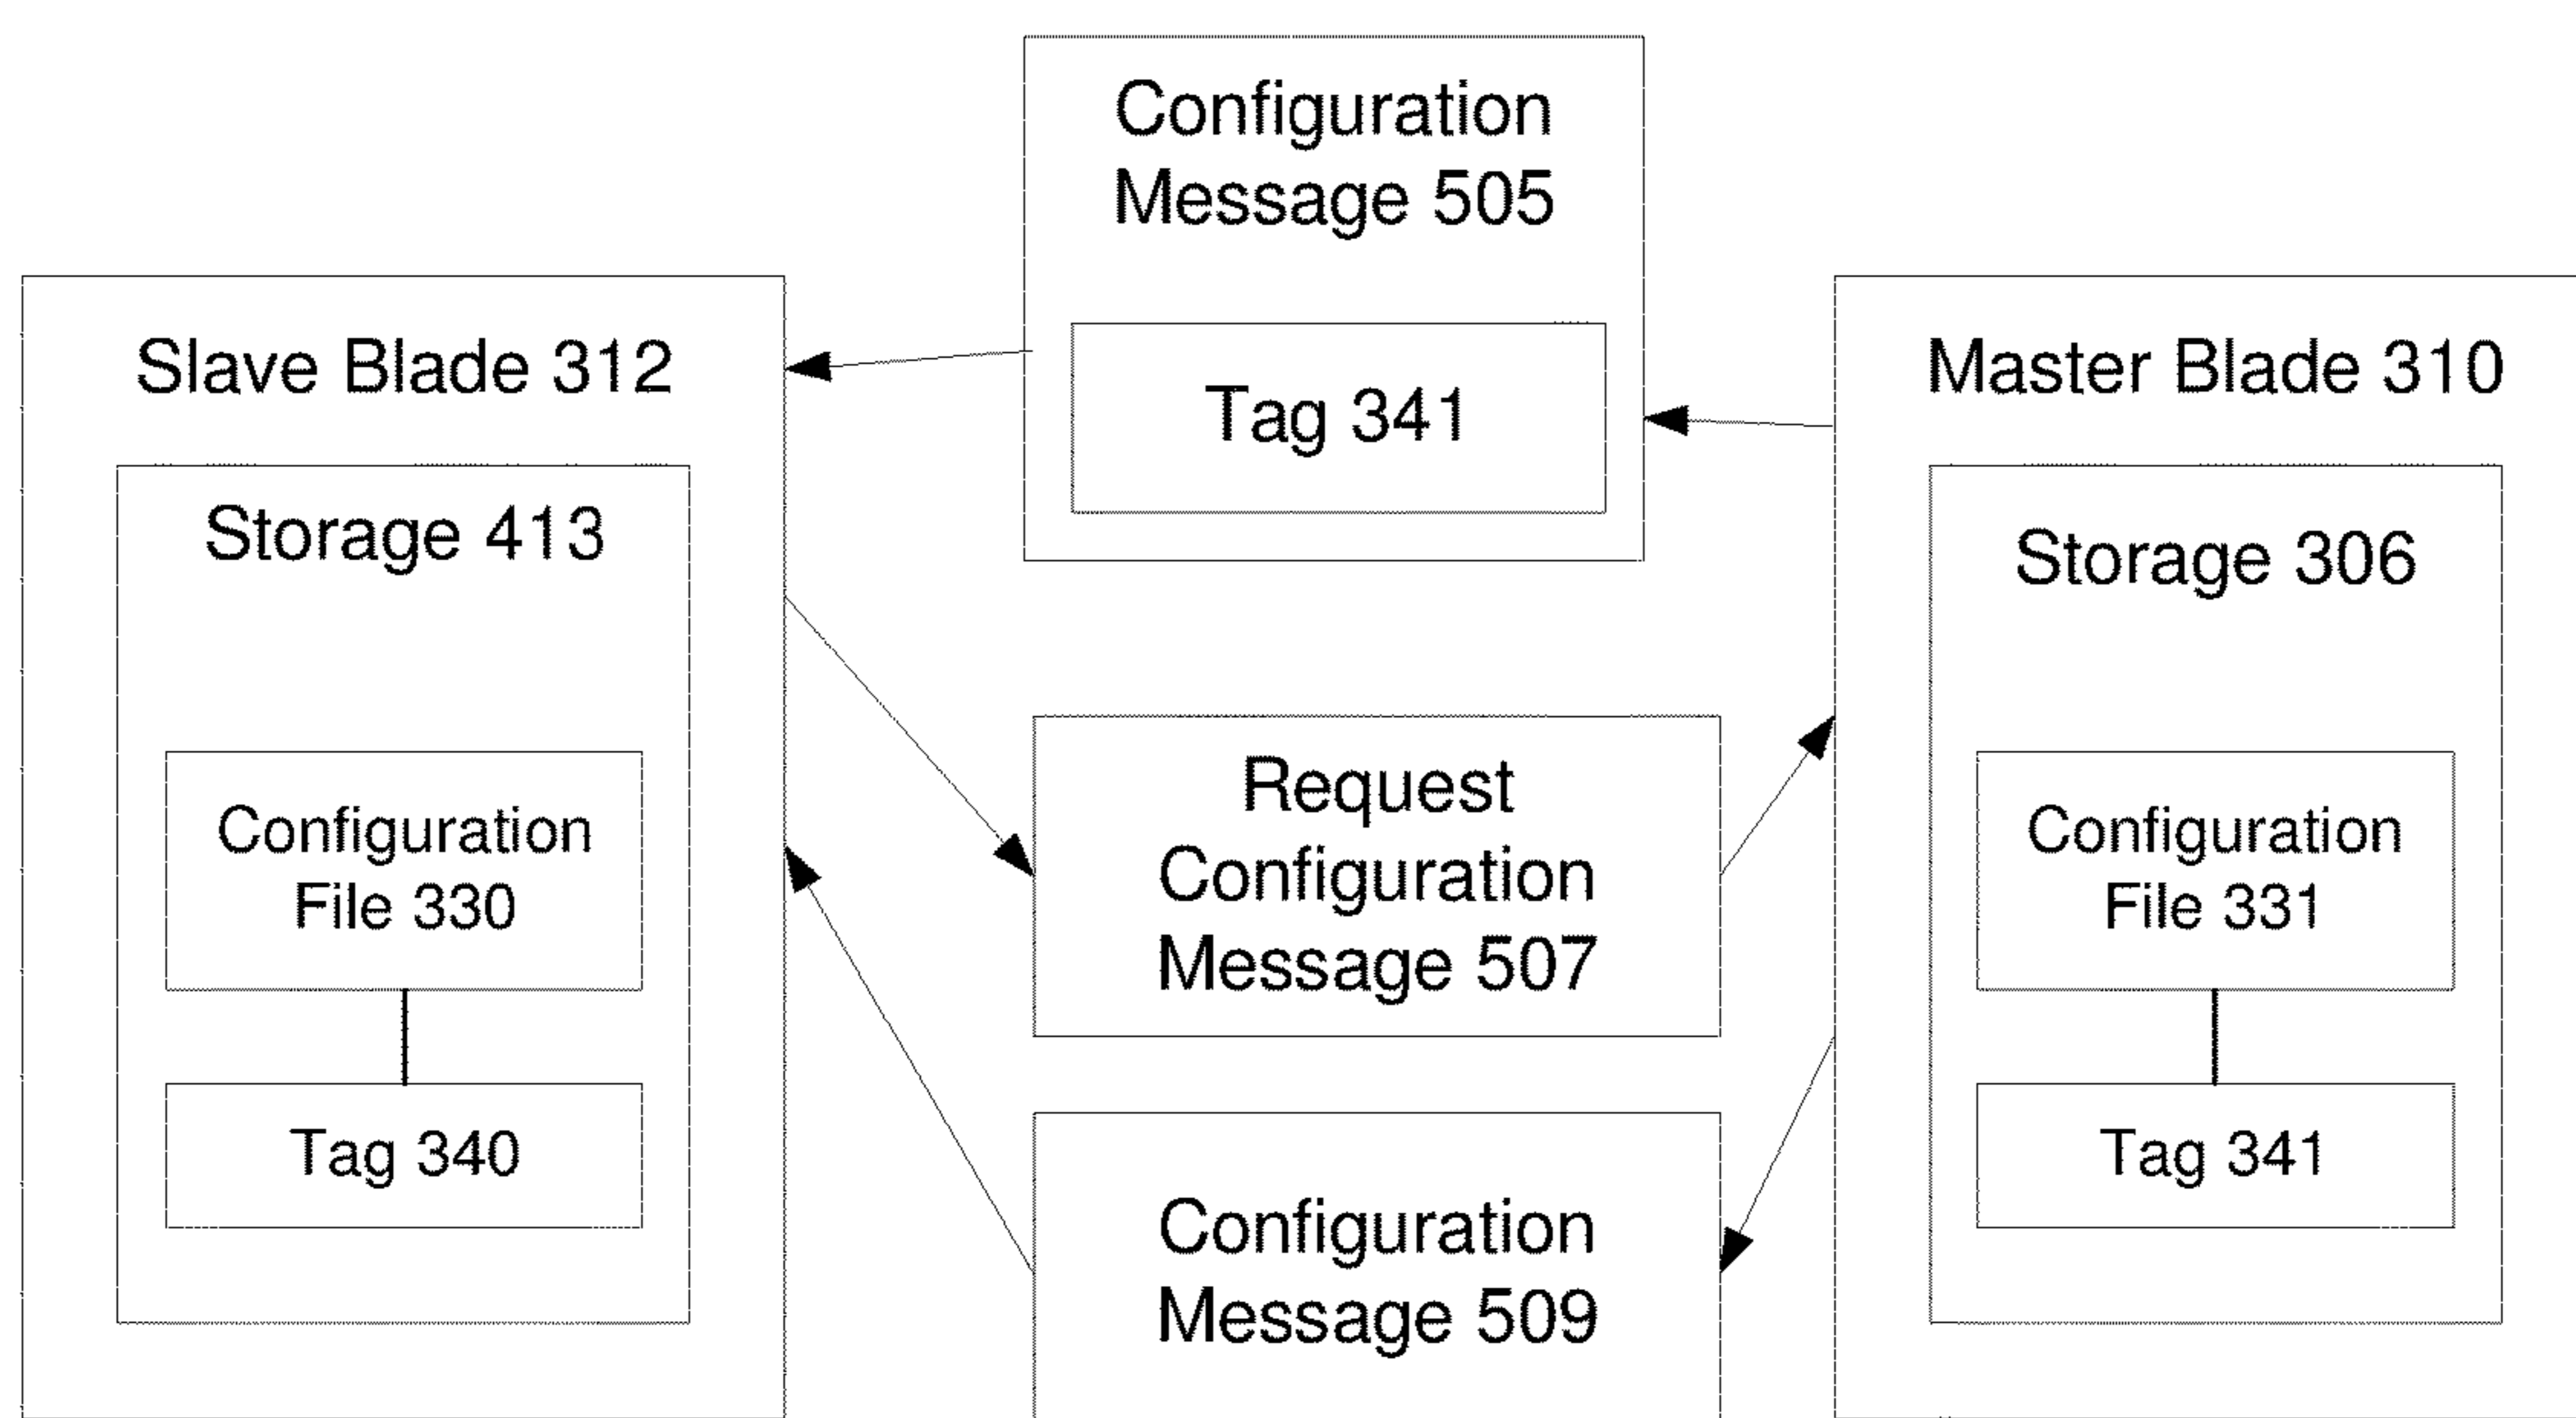 Configuration
Message 505
Tag 341
Slave Blade 312
Storage 413
Configuration
File 330
Tag 340
Request
Configuration
Message 507
Configuration
Message 509
Master Blade 310
Storage 306
Configuration
File 331
Tag 341